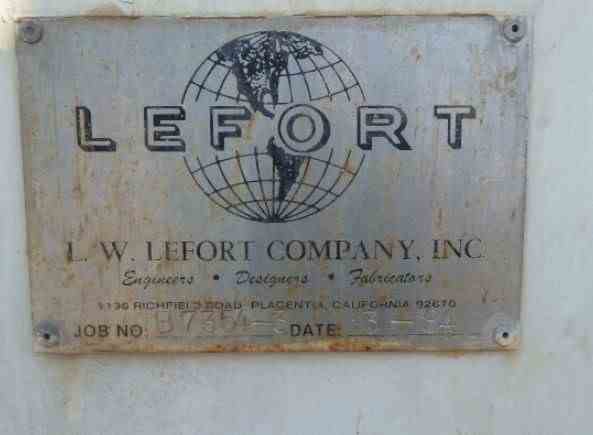 LEFORT
L. W. LEFORT COMPANY, INC.
Engineers • Designers • Fabricators
1136 RICHFIELD ROAD, PLACENTIA, CALIFORNIA 92670
JOB NO. DATE: